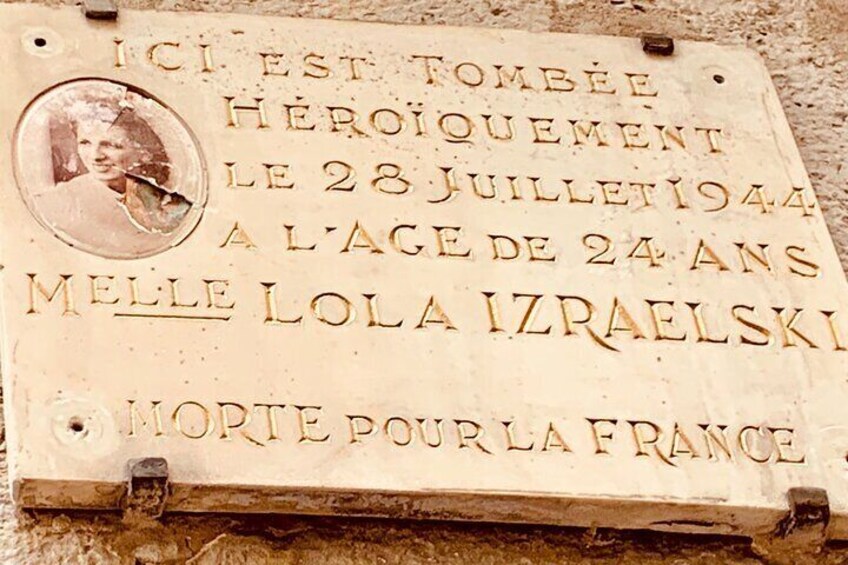 ICI EST TOMBÉE
HÉROÏQUEMENT
LE 28 JUILLET 1944
A L'AGE DE 24 ANS
MELLE LOLA IZRAELSKI
MORTE POUR LA FRANCE